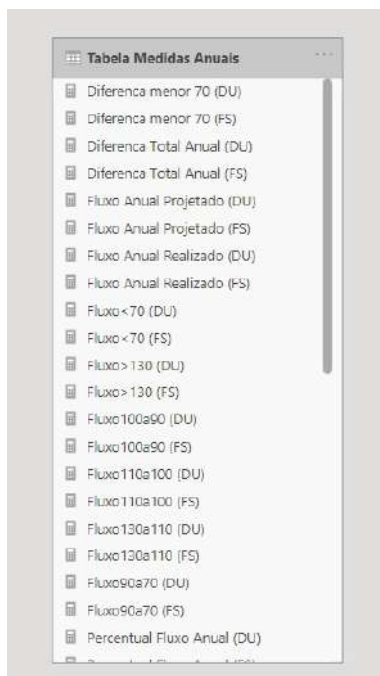 Tabela Medidas Anuais
Diferenca menor 70 (DU)
Diferenca menor 70 (FS)
Diferenca Total Anual (DU)
Diferenca Total Anual (FS)
Fluxo Anual Projetado (DU)
Fluxo Anual Projetado (FS)
Fluxo Anual Realizado (DU)
Fluxo Anual Realizado (FS)
Fluxo<70 (DU)
Fluxo<70 (FS)
Fluxo>130 (DU)
Fluxo>130 (FS)
Fluxo100a90 (DU)
Fluxo100a90 (FS)
Fluxo110a100 (DU)
Fluxo110a100 (FS)
Fluxo130a110 (DU)
Fluxo130a110 (FS)
Fluxo90a70 (DU)
Fluxo90a70 (FS)
Percentual Fluxo Anual (DU)